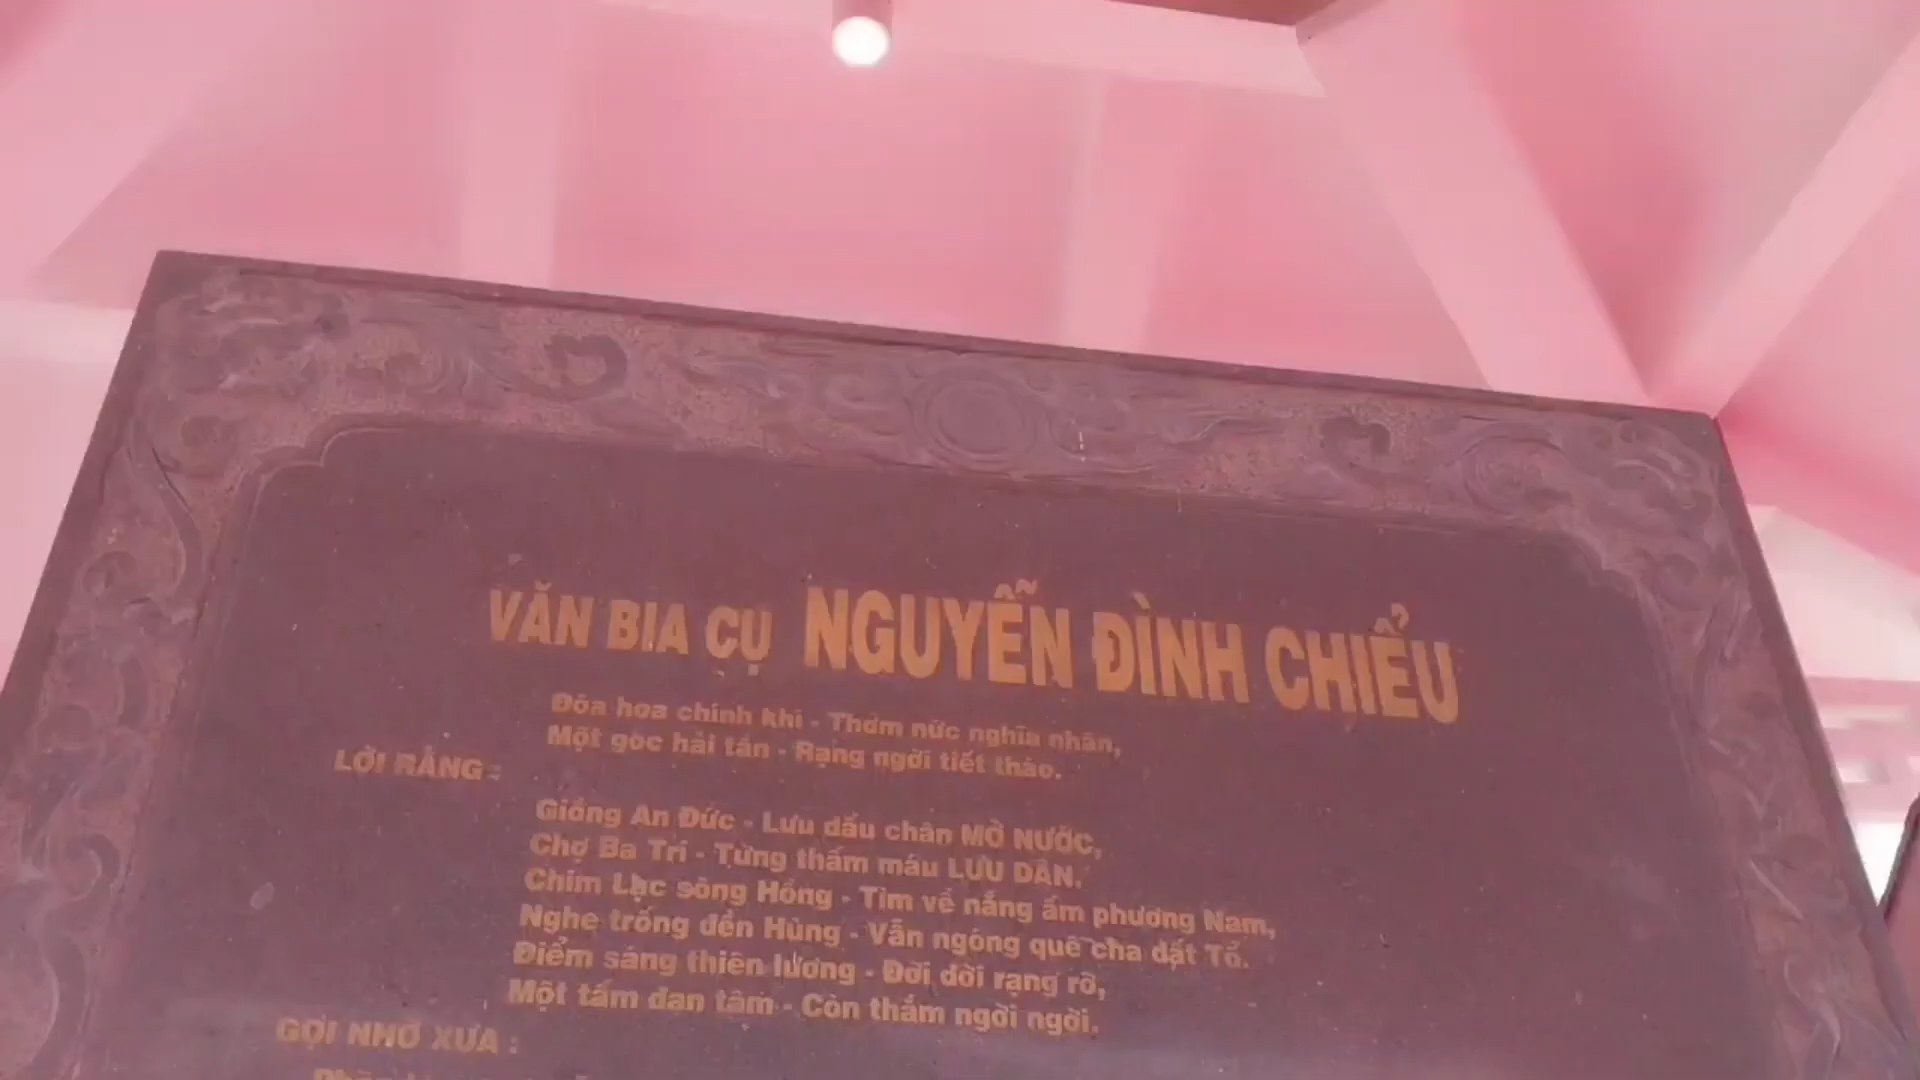 VĂN BIA CỤ NGUYỄN ĐÌNH CHIỂU
Đóa hoa chính khí - Thơm nức nghĩa nhân,
Một góc hải tần - Rạng ngời tiết tháo.
LỜI RẰNG :
Giồng An Đức - Lưu dấu chân MỞ NƯỚC,
Chợ Ba Tri - Từng thấm máu LƯU DÂN.
Chim Lạc sông Hồng - Tìm về nắng ấm phương Nam,
Nghe trống đền Hùng - Vẫn ngóng quê cha đất Tổ.
Điểm sáng thiên lương - Đời đời rạng rỡ,
Một tấm đan tâm - Còn thắm ngời ngời.
GỢI NHỚ XƯA :